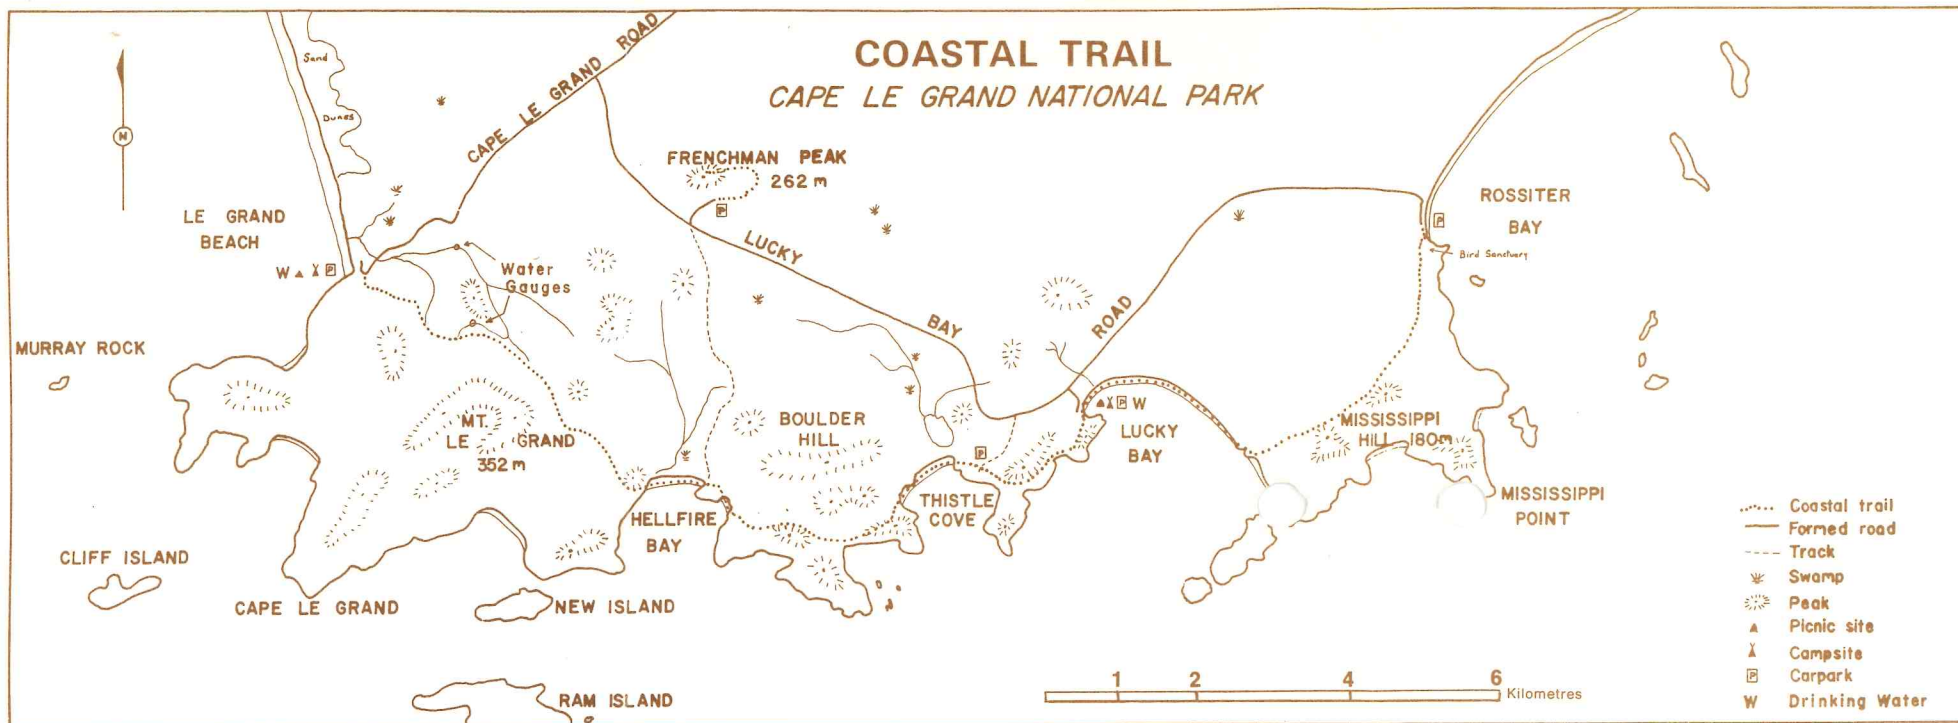 COASTAL TRAIL
CAPE LE GRAND NATIONAL PARK
Sand
Dunes
N
CAPE LE GRAND ROAD
FRENCHMAN PEAK
262 m
P
LE GRAND
BEACH
W P
Water
Gauges
LUCKY BAY ROAD
ROSSITER
BAY
P
Bird Sanctuary
MURRAY ROCK
MT.
LE GRAND
352 m
BOULDER
HILL
P
P W
LUCKY
BAY
MISSISSIPPI
HILL 180m
THISTLE
COVE
HELLFIRE
BAY
MISSISSIPPI
POINT
CLIFF ISLAND
CAPE LE GRAND
NEW ISLAND
RAM ISLAND
1 2 4 6
Kilometres
Coastal trail
Formed road
Track
Swamp
Peak
Picnic site
Campsite
P Carpark
W Drinking Water